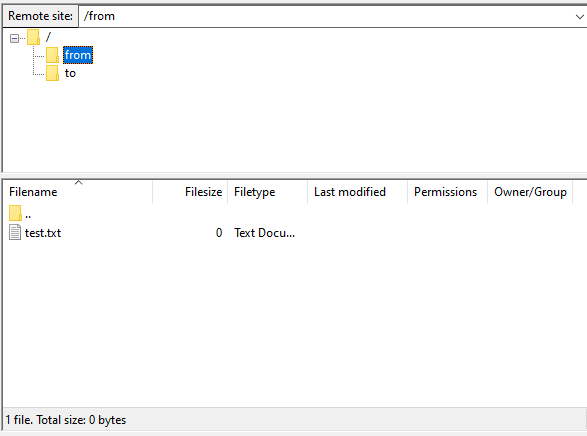 Remote site: /from
/
from
to
Filename Filesize Filetype Last modified Permissions Owner/Group
..
test.txt 0 Text Docu...
1 file. Total size: 0 bytes